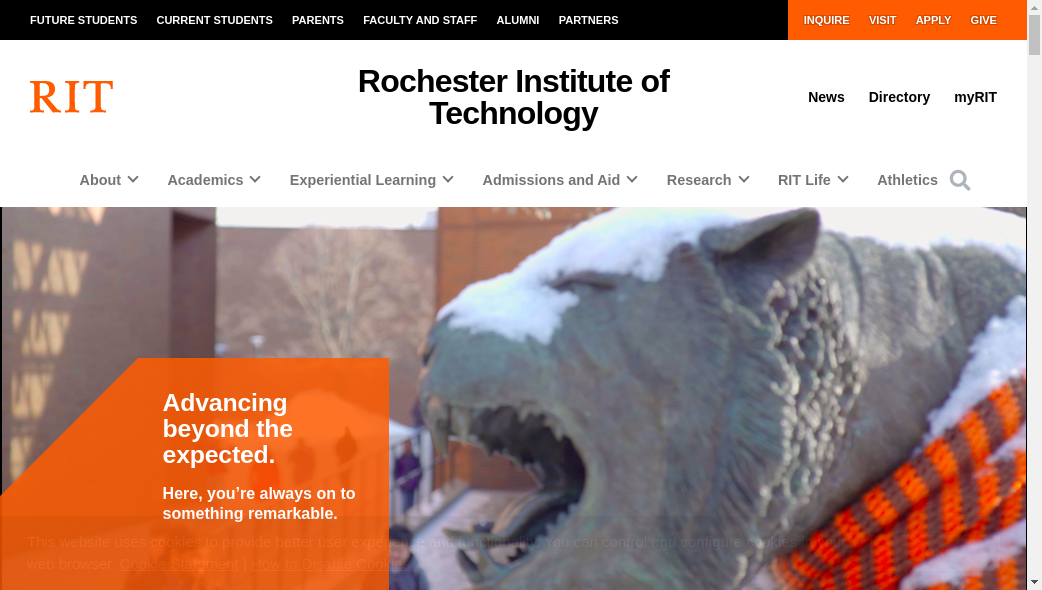 FUTURE STUDENTS CURRENT STUDENTS PARENTS FACULTY AND STAFF ALUMNI PARTNERS INQUIRE VISIT APPLY GIVE
RIT
Rochester Institute of
Technology
News Directory myRIT
About Academics Experiential Learning Admissions and Aid Research RIT Life Athletics
Advancing
beyond the
expected.
Here, you’re always on to
something remarkable.
This website uses cookies to provide better user experience and functionality. You can control and configure cookies in your
web browser. Cookie Statement | How to Disable Cookies